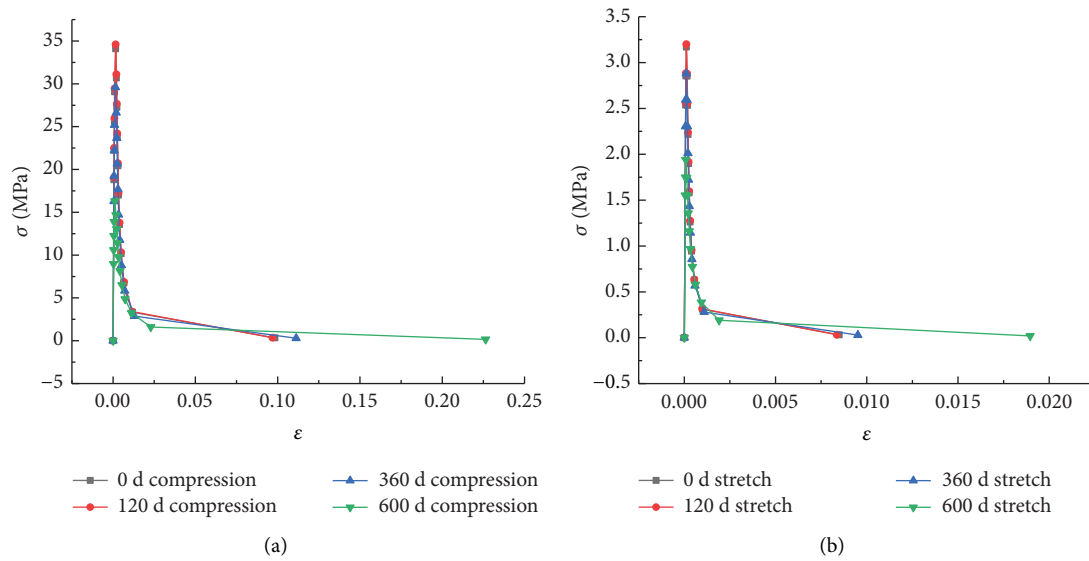 35
30
25
20
15
10
5
0
−5
σ (MPa)
0.00 0.05 0.10 0.15 0.20 0.25
ε
0 d compression
120 d compression
360 d compression
600 d compression
(a)
3.5
3.0
2.5
2.0
1.5
1.0
0.5
0.0
−0.5
σ (MPa)
0.000 0.005 0.010 0.015 0.020
ε
0 d stretch
120 d stretch
360 d stretch
600 d stretch
(b)